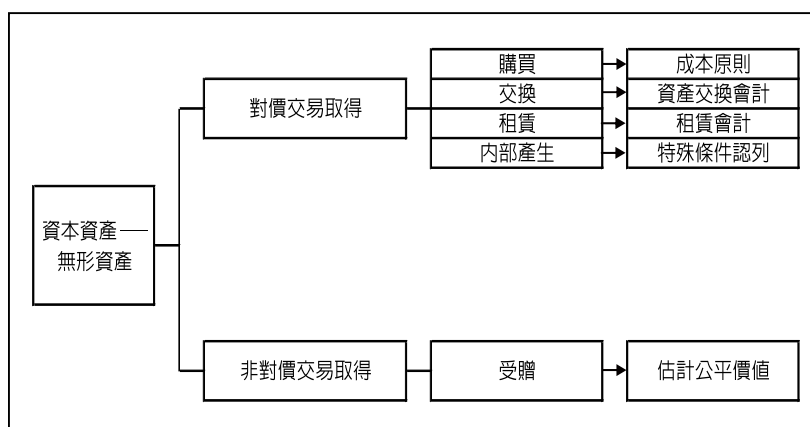 資本資產——
無形資產
對價交易取得
購買
成本原則
交換
資產交換會計
租賃
租賃會計
內部產生
特殊條件認列
非對價交易取得
受贈
估計公平價值